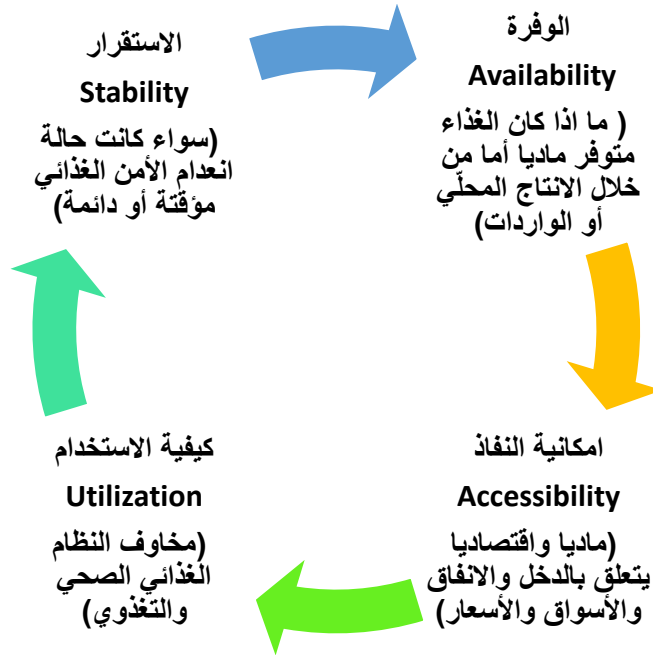 الوفرة
Availability
( ما اذا كان الغذاء
متوفر ماديا أما من
خلال الانتاج المحلّي
أو الواردات)
امكانية النفاذ
Accessibility
(ماديا واقتصاديا
يتعلق بالدخل والانفاق
والأسواق والأسعار)
كيفية الاستخدام
Utilization
(مخاوف النظام
الغذائي الصحي
والتغذوي)
الاستقرار
Stability
(سواء كانت حالة
انعدام الأمن الغذائي
مؤقتة أو دائمة)